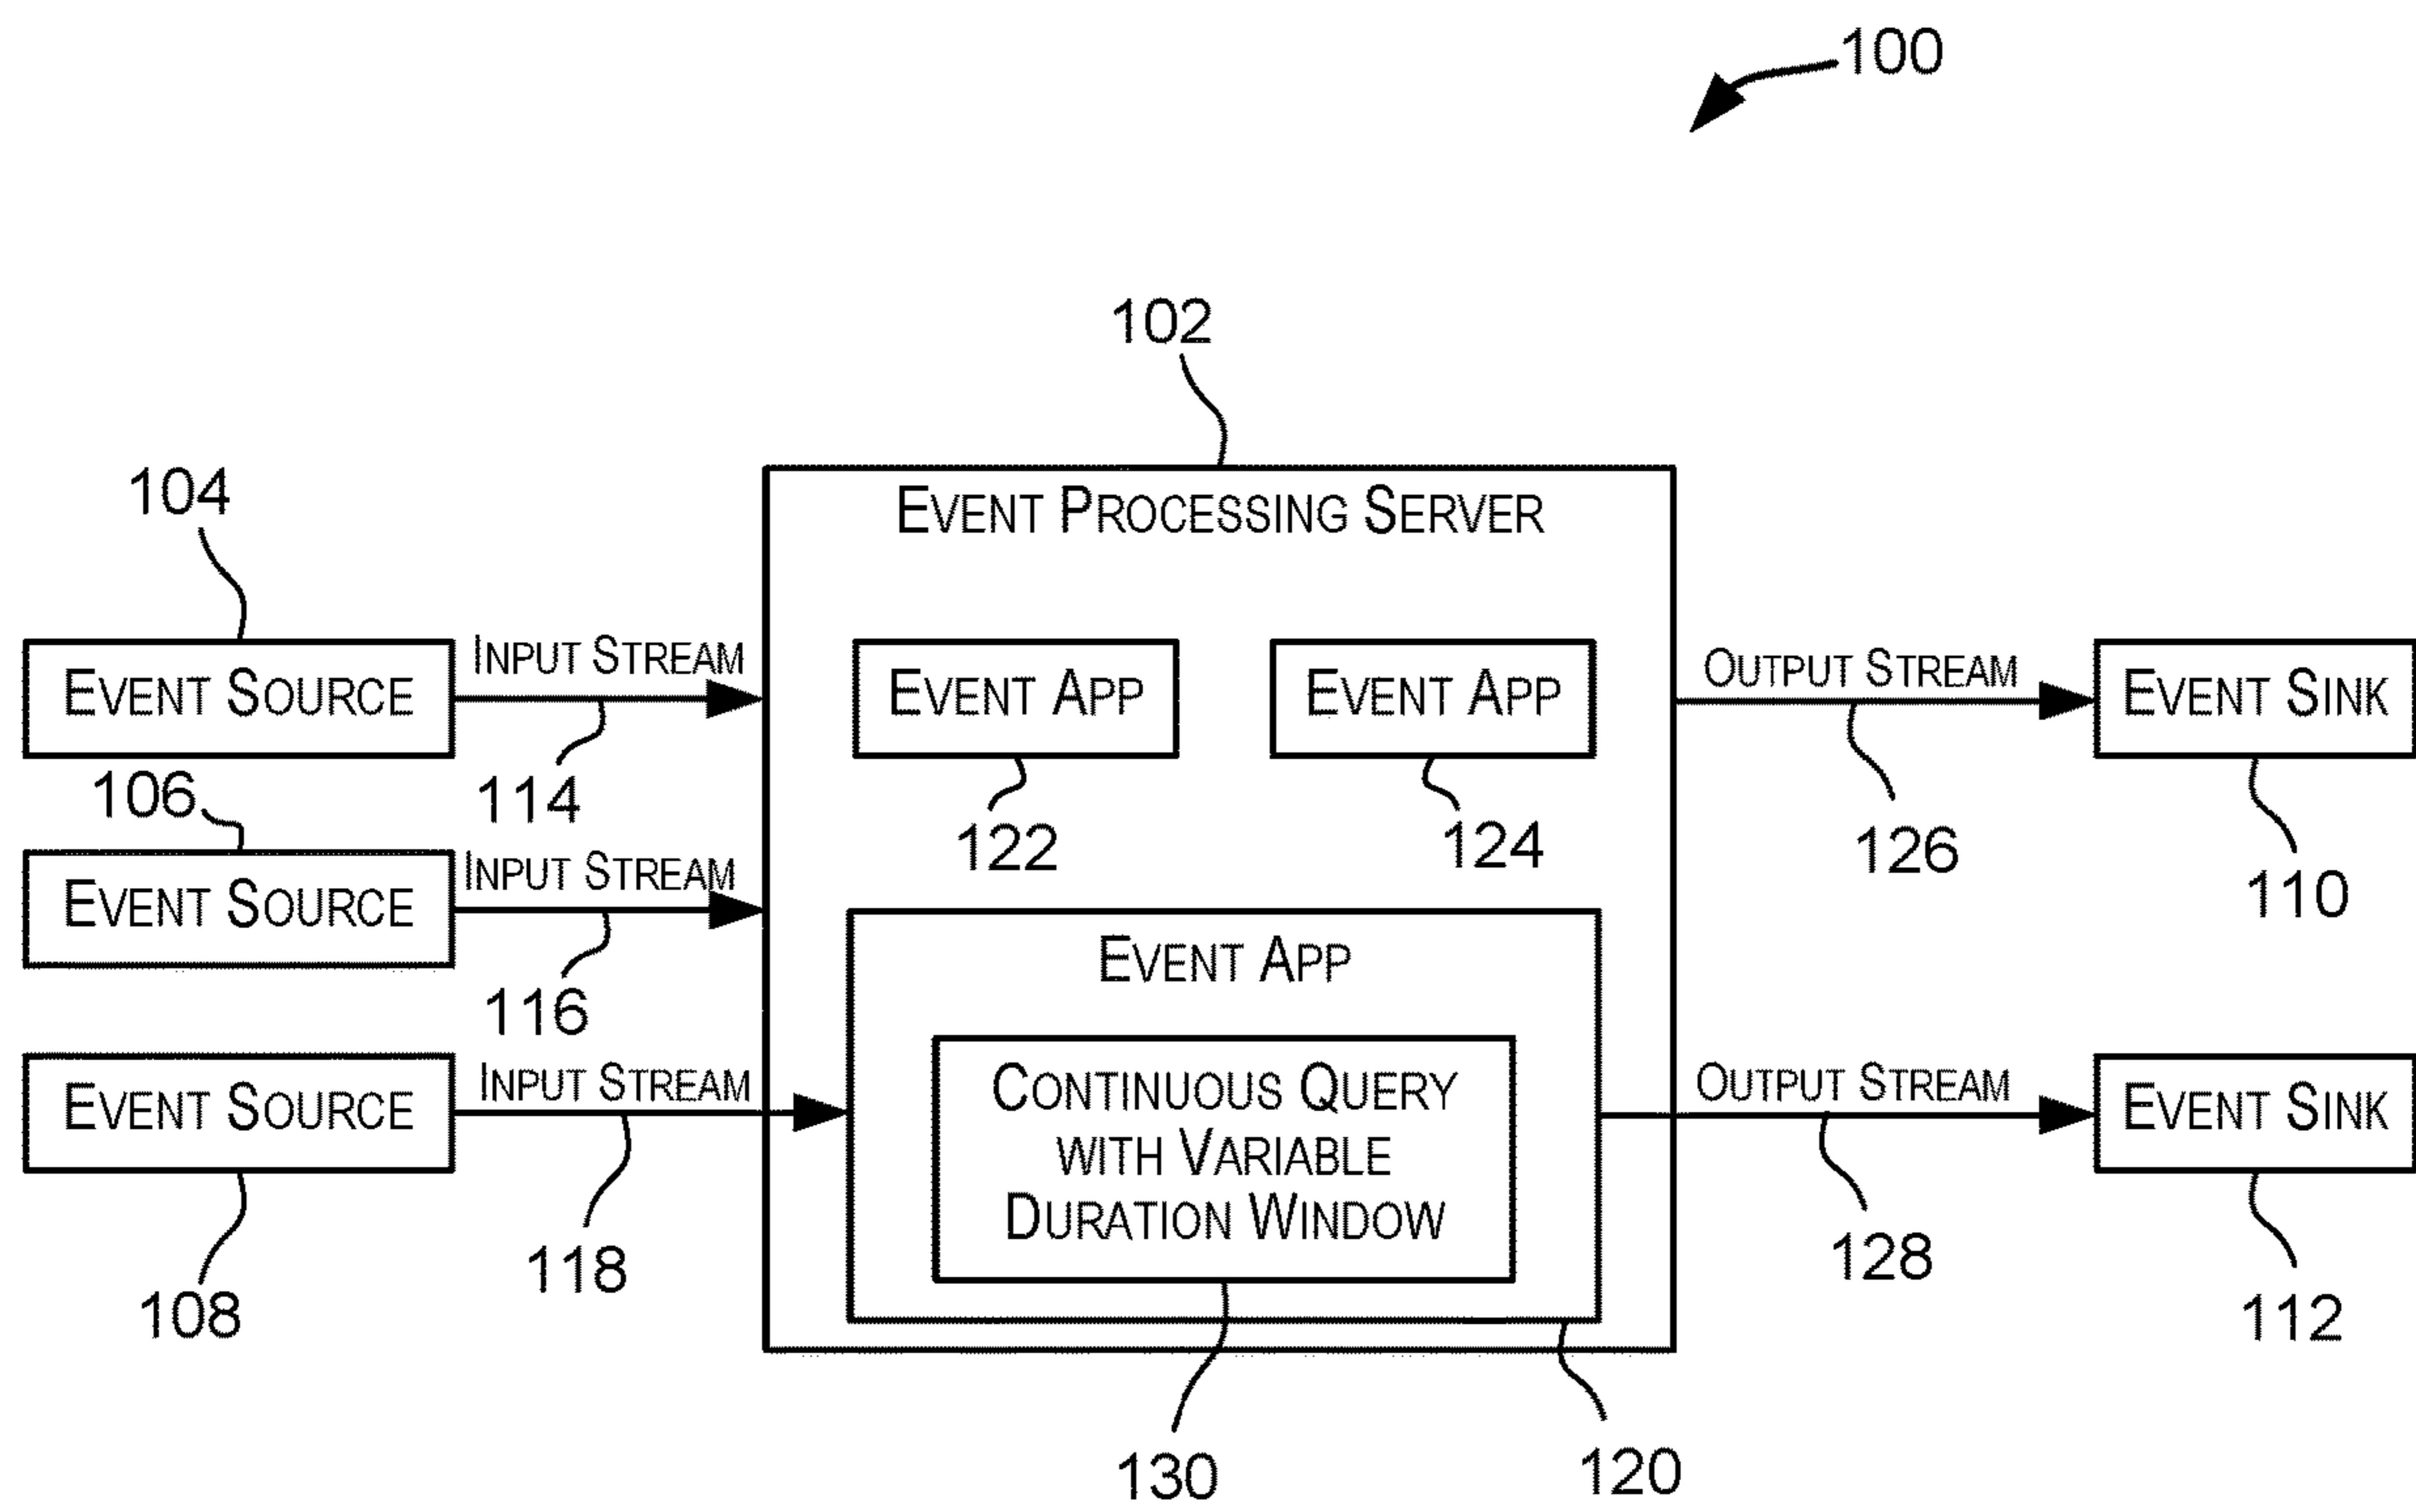 100
102
EVENT PROCESSING SERVER
104
EVENT SOURCE
INPUT STREAM
114
EVENT APP
122
EVENT APP
124
OUTPUT STREAM
126
EVENT SINK
110
106
EVENT SOURCE
INPUT STREAM
116
EVENT APP
CONTINUOUS QUERY
WITH VARIABLE
DURATION WINDOW
EVENT SOURCE
108
INPUT STREAM
118
OUTPUT STREAM
128
EVENT SINK
112
130
120